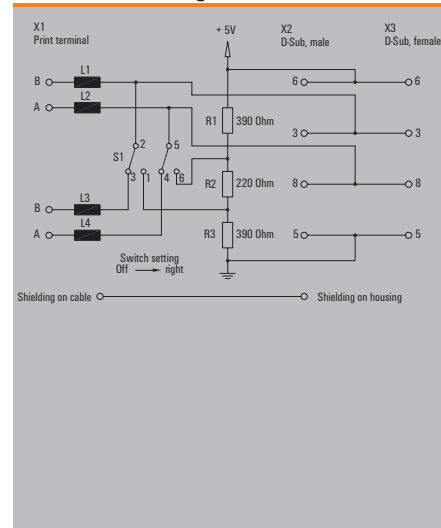 X1
Print terminal
+ 5V
X2
D-Sub, male
X3
D-Sub, female
B
L1
6
6
A
L2
R1
390 Ohm
3
3
2
5
S1
3
1
4
6
R2
220 Ohm
8
8
B
L3
A
L4
R3
390 Ohm
5
5
Switch setting
Off
right
Shielding on cable
Shielding on housing